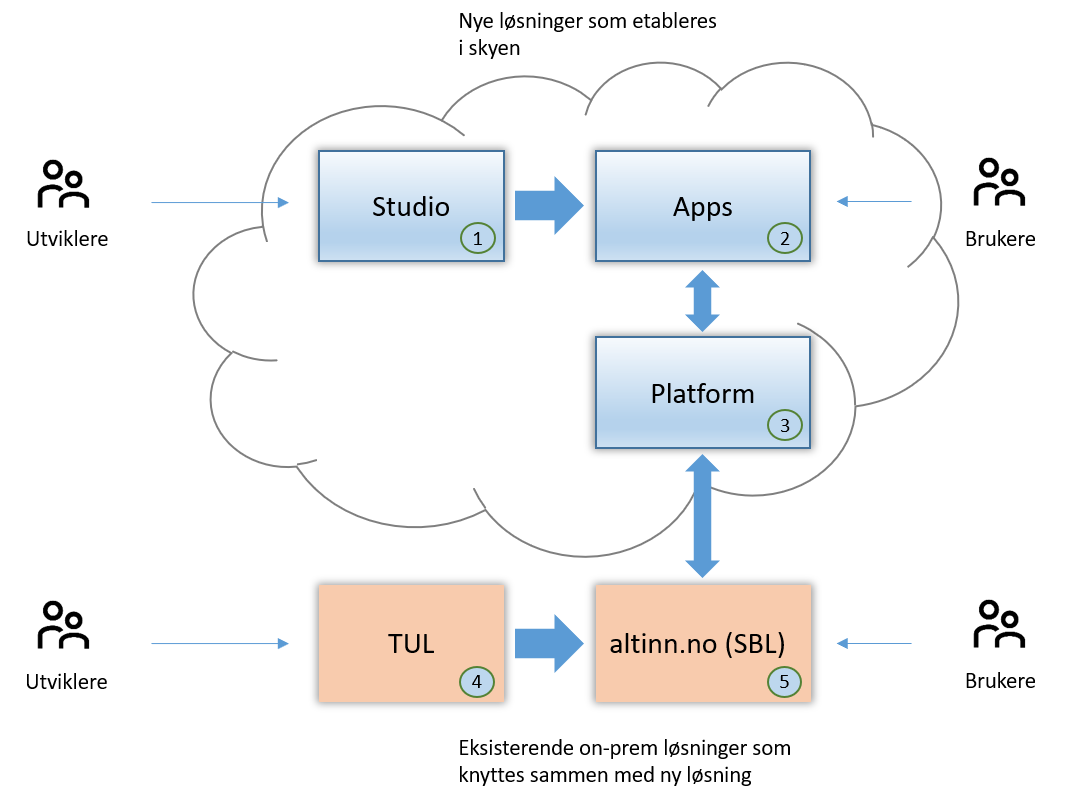 Nye løsninger som etableres
i skyen
Studio
1
Apps
2
Utviklere
Brukere
Platform
3
TUL
4
altinn.no (SBL)
5
Utviklere
Brukere
Eksisterende on-prem løsninger som
knyttes sammen med ny løsning